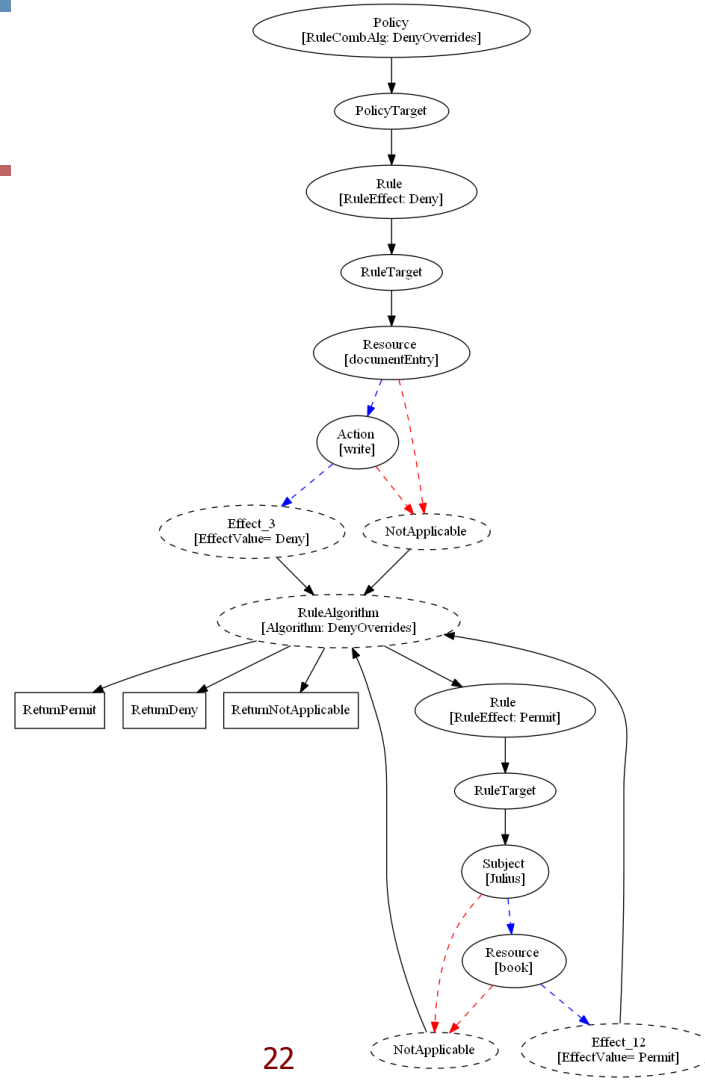 Policy
[RuleCombAlg: DenyOverrides]
PolicyTarget
Rule
[RuleEffect: Deny]
RuleTarget
Resource
[documentEntry]
Action
[write]
Effect_3
[EffectValue= Deny]
NotApplicable
RuleAlgorithm
[Algorithm: DenyOverrides]
ReturnPermit
ReturnDeny
ReturnNotApplicable
Rule
[RuleEffect: Permit]
RuleTarget
Subject
[Julius]
Resource
[book]
NotApplicable
Effect_12
[EffectValue= Permit]
22